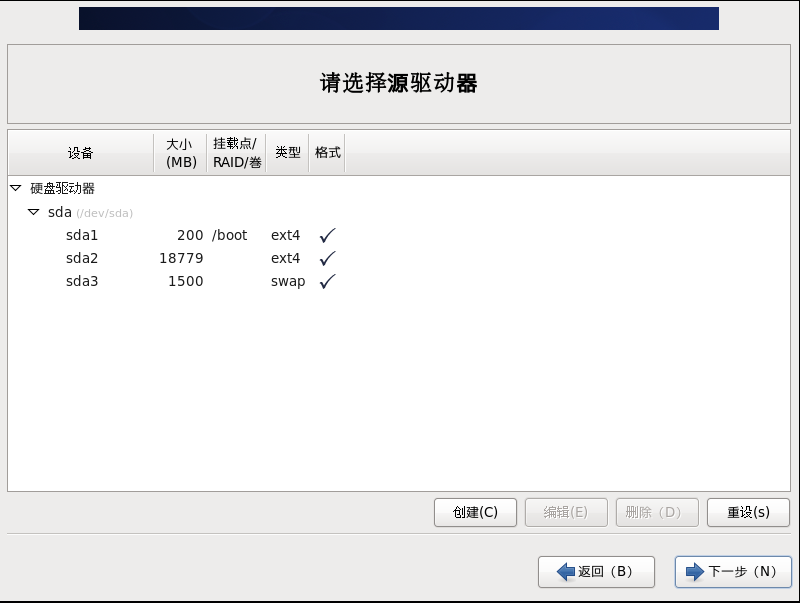 请选择源驱动器
设备 大小 (MB) 挂载点/ RAID/卷 类型 格式
硬盘驱动器
sda (/dev/sda)
sda1 200 /boot ext4
sda2 18779 ext4
sda3 1500 swap
创建(C) 编辑(E) 删除（D） 重设(s)
返回（B） 下一步（N）